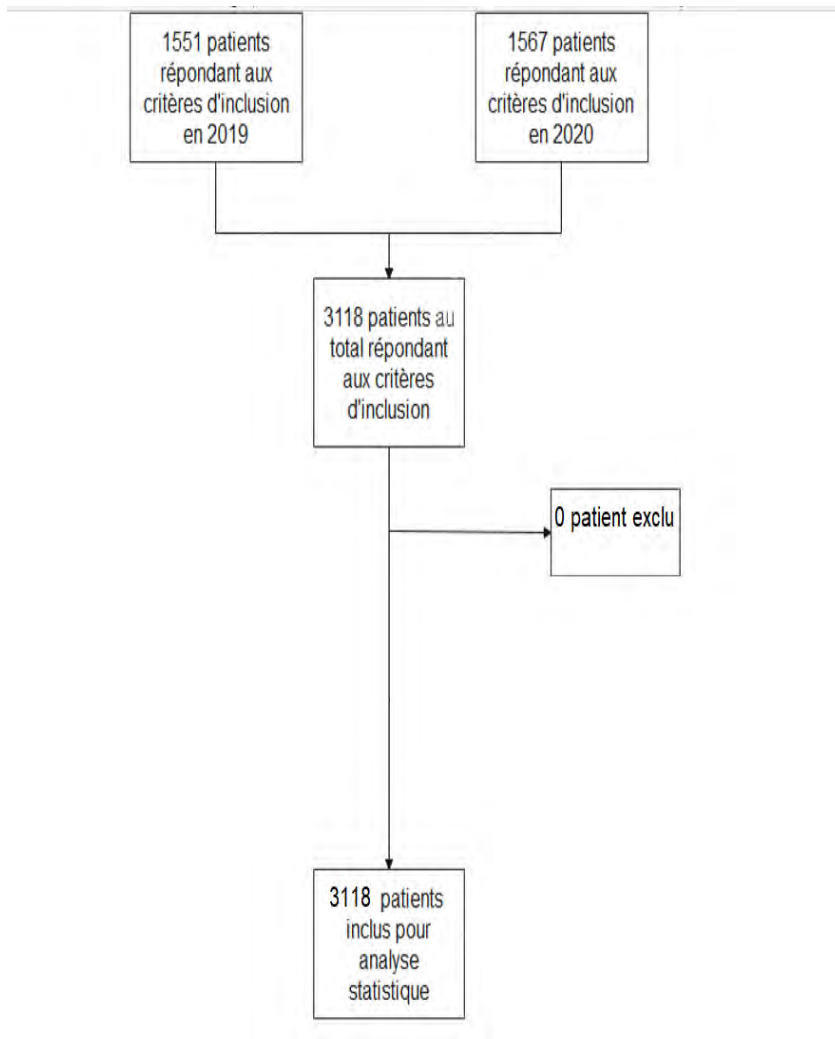 1551 patients
répondant aux
critères d'inclusion
en 2019
1567 patients
répondant aux
critères d'inclusion
en 2020
3118 patients au
total répondant
aux critères
d'inclusion
0 patient exclu
3118 patients
inclus pour
analyse
statistique